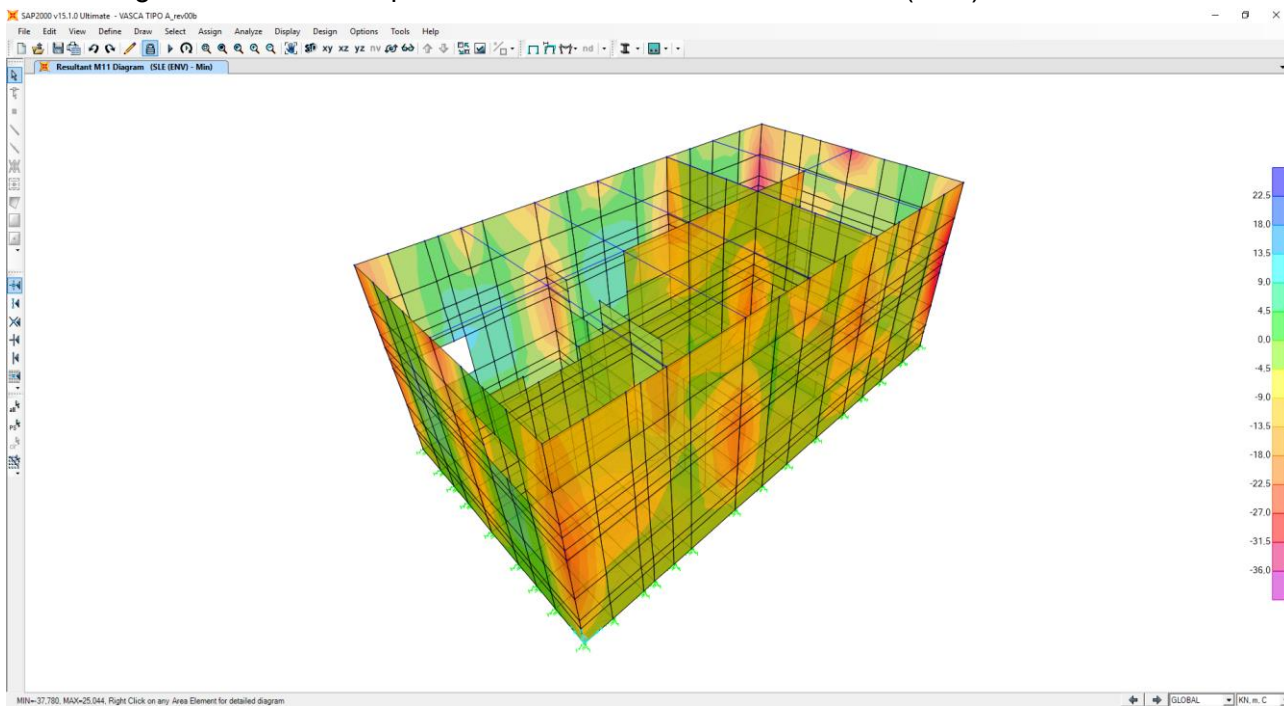 SAP2000 v15.1.0 Ultimate - VASCA TIPO A_rev00b
File Edit View Define Draw Select Assign Analyze Display Design Options Tools Help
xy xz yz nv nd
Resultant M11 Diagram (SLE (ENV) - Min)
22.5
18.0
13.5
9.0
4.5
0.0
-4.5
-9.0
-13.5
-18.0
-22.5
-27.0
-31.5
-36.0
MIN=-37.780, MAX=25.044, Right Click on any Area Element for detailed diagram
GLOBAL
KN, m, C